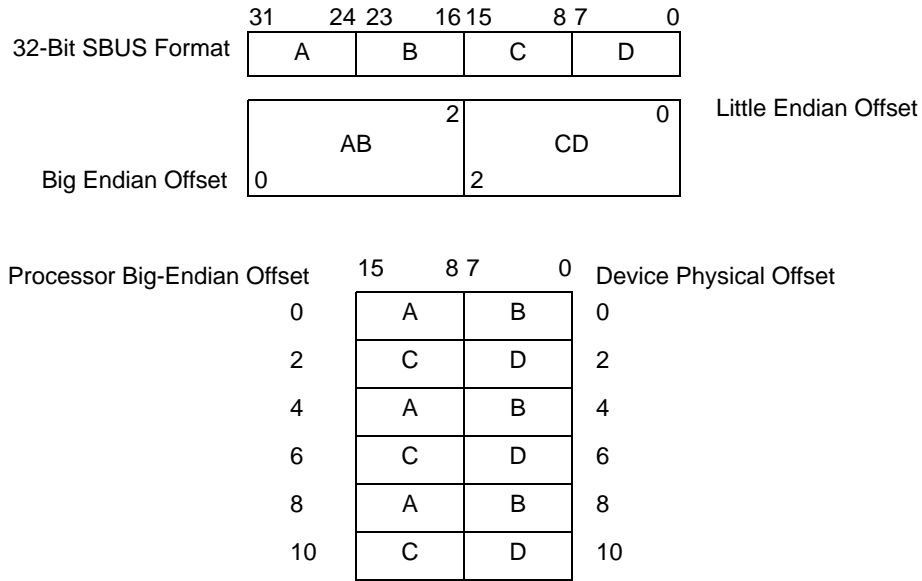 31 24 23 16 15 8 7 0
32-Bit SBUS Format A B C D
2 0 Little Endian Offset
AB CD
Big Endian Offset 0 2
Processor Big-Endian Offset 15 8 7 0 Device Physical Offset
0 A B 0
2 C D 2
4 A B 4
6 C D 6
8 A B 8
10 C D 10